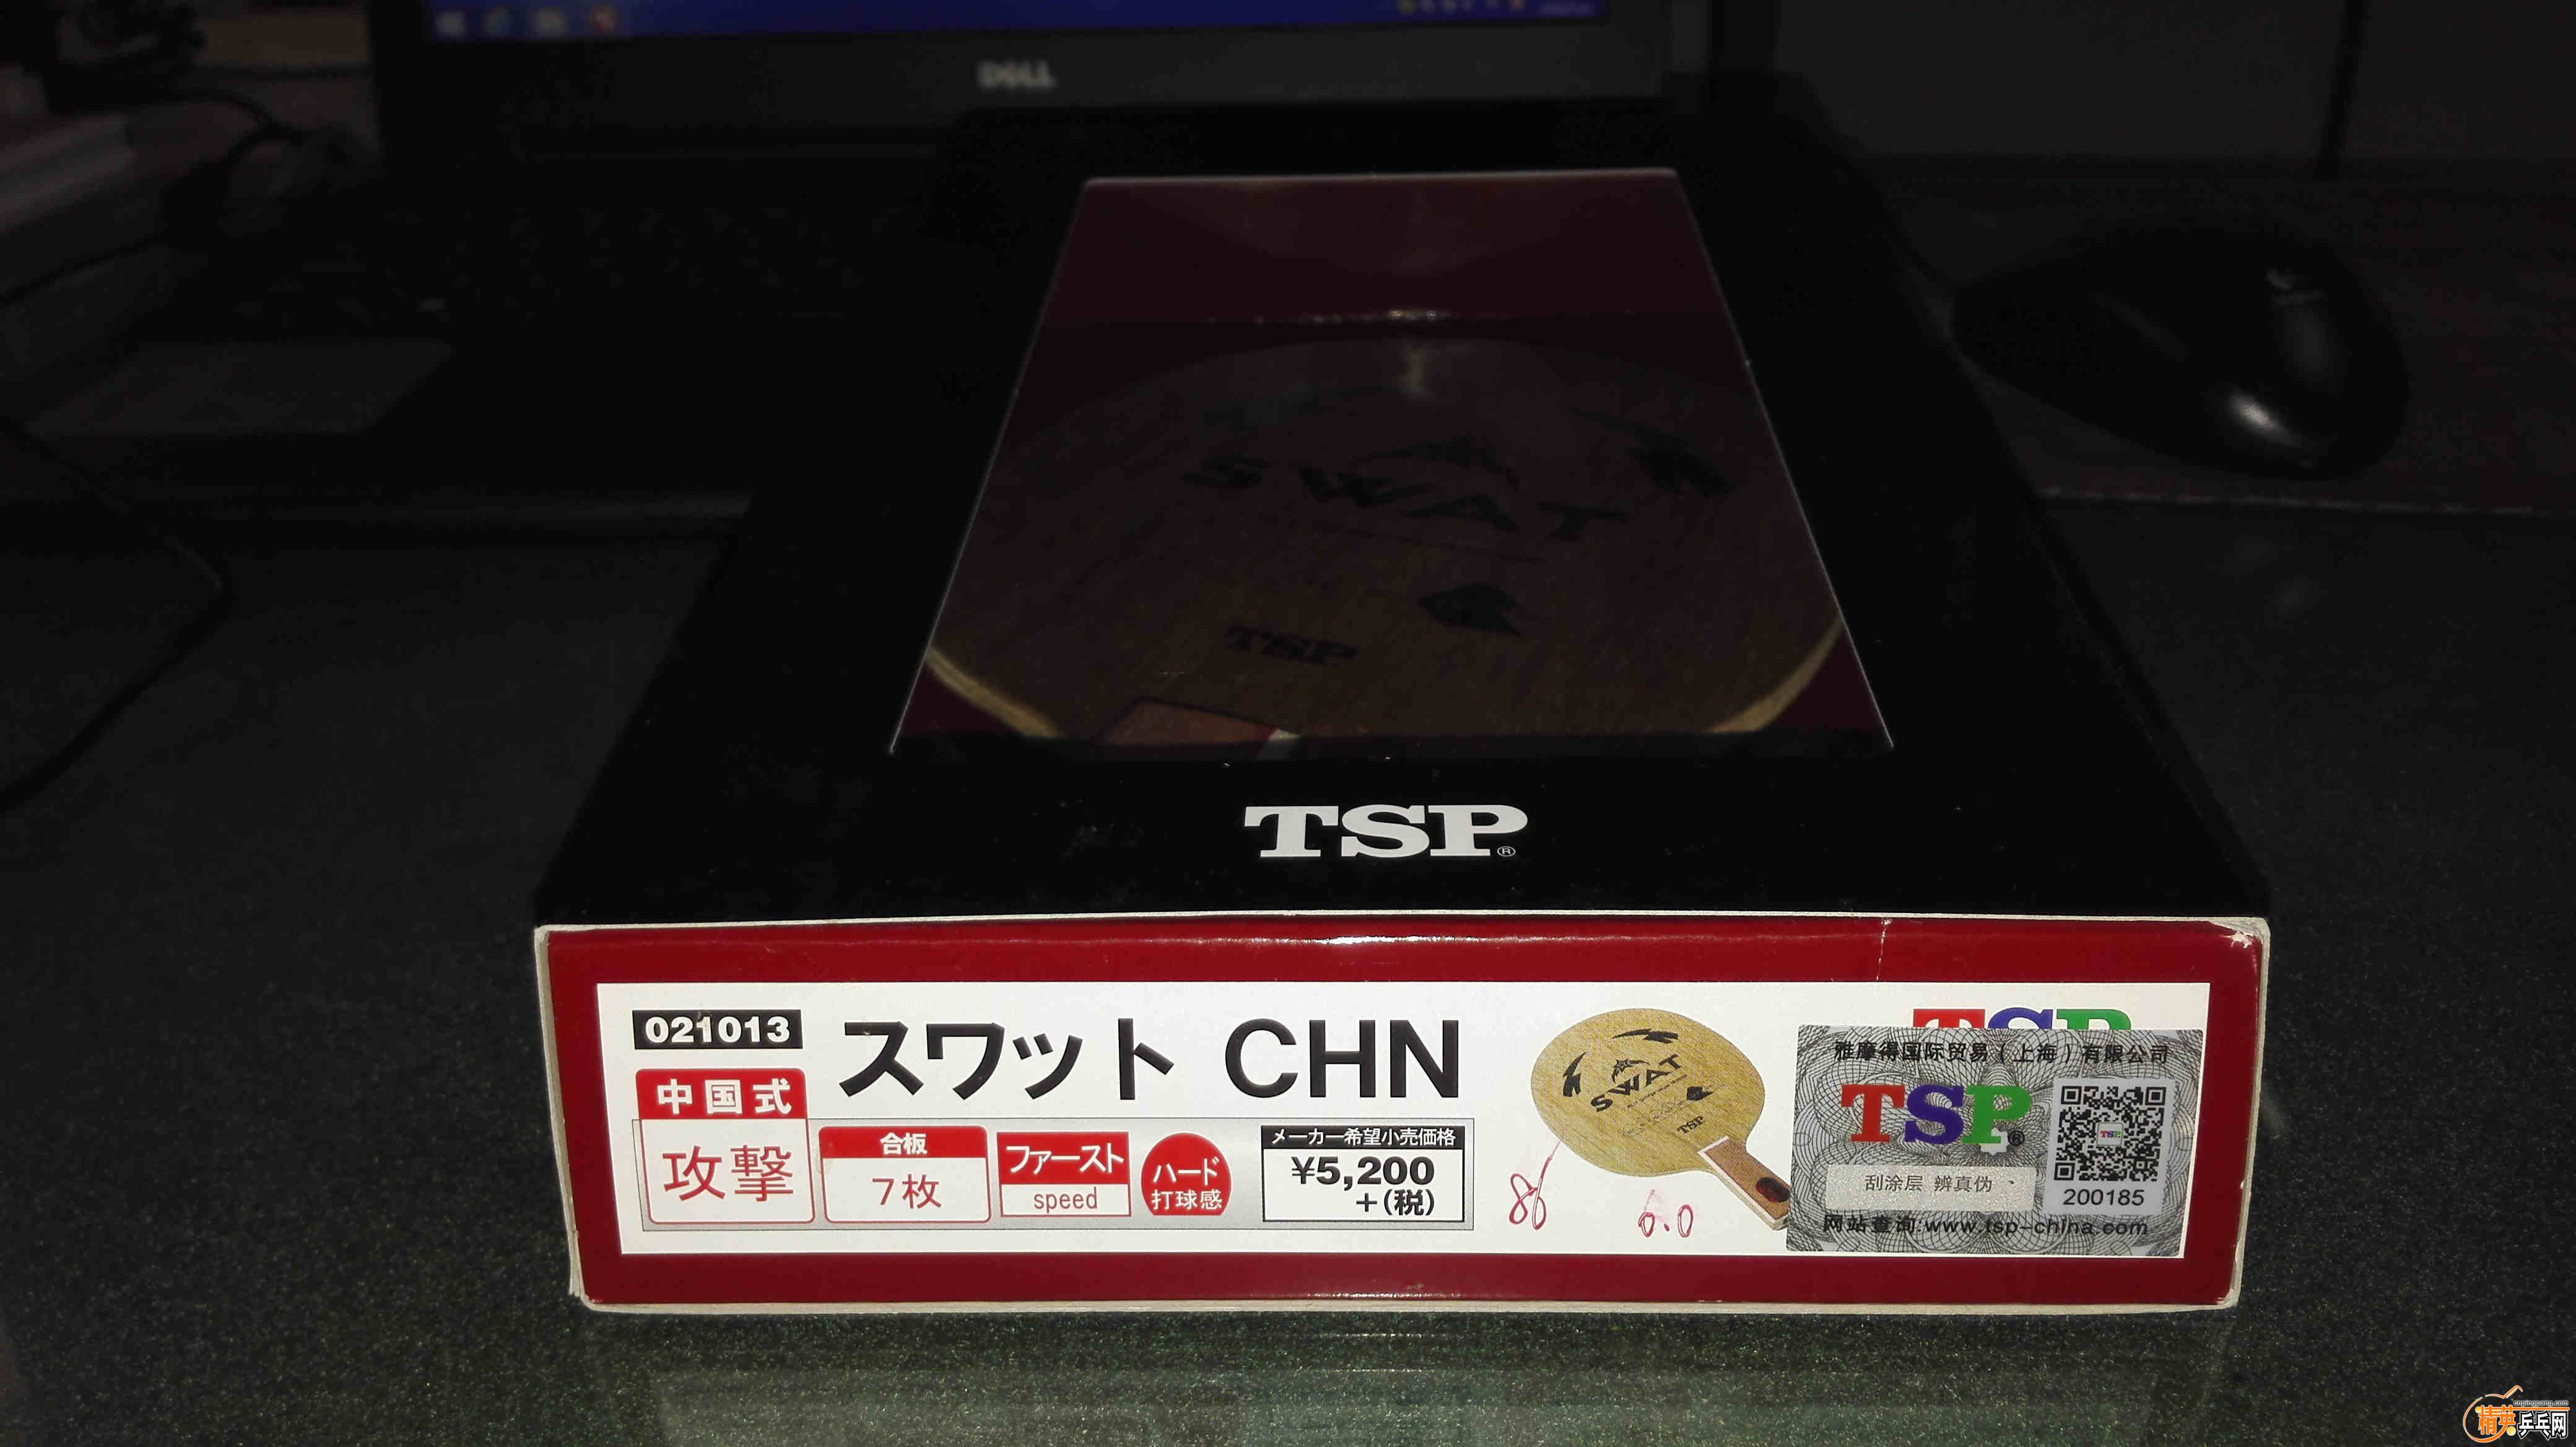 DELL
SWAT
TSP
TSP®
021013
スワット CHN
中国式
攻撃
合板
7枚
ファースト
speed
ハード
打球感
メーカー希望小売価格
¥5,200
+(税)
SWAT
TSP
86
6.0
TSP
雅摩得国际贸易(上海)有限公司
TSP®
TSP
刮涂层 辨真伪
200185
网站查询:www.tsp-china.com
精英乒乓网